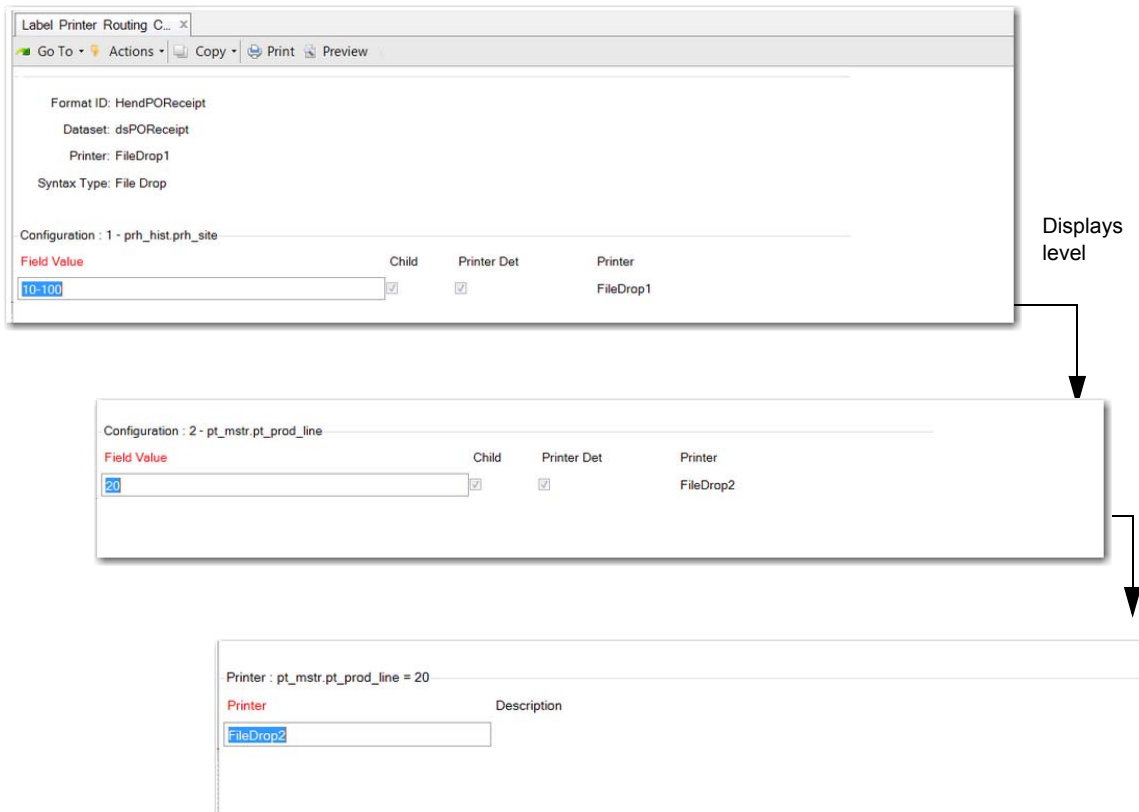 Label Printer Routing C... ×
Go To Actions Copy Print Preview
Format ID: HendPOReceipt
Dataset: dsPOReceipt
Printer: FileDrop1
Syntax Type: File Drop
Configuration : 1 - prh_hist.prh_site
Field Value Child Printer Det Printer
10-100 FileDrop1
Displays
level
Configuration : 2 - pt_mstr.pt_prod_line
Field Value Child Printer Det Printer
20 FileDrop2
Printer : pt_mstr.pt_prod_line = 20
Printer Description
FileDrop2